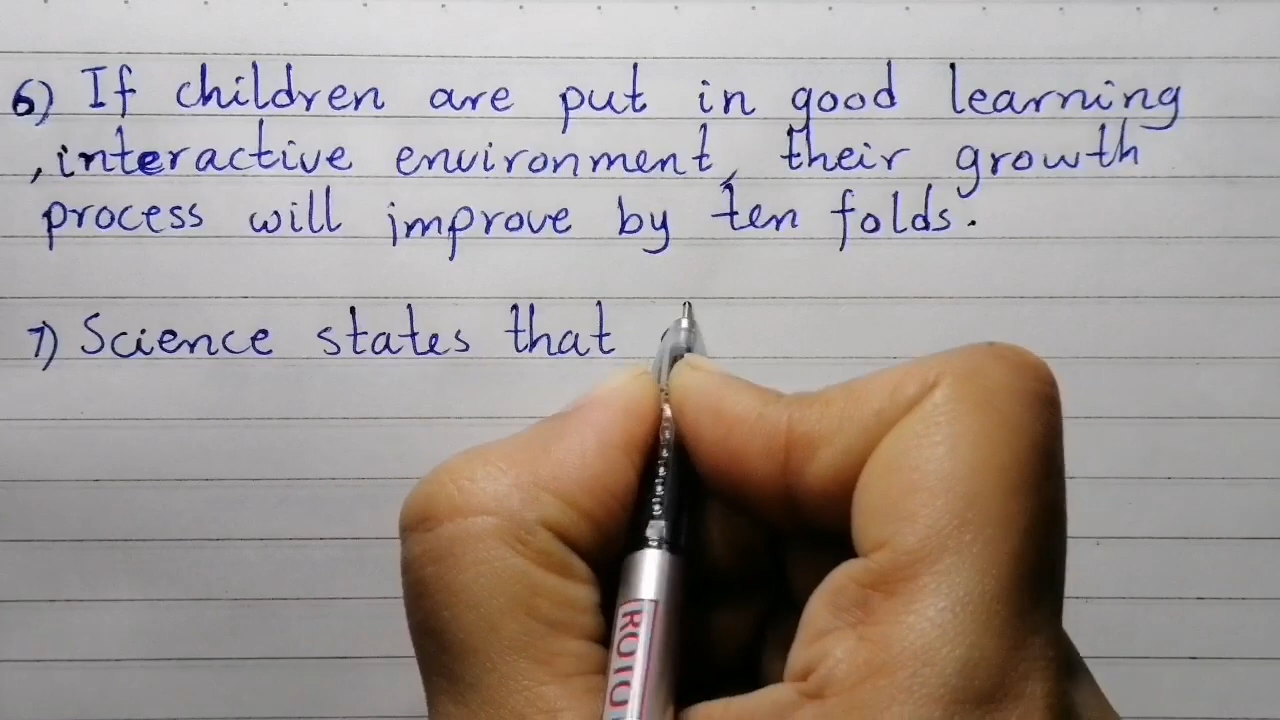 6) If children are put in good learning
, interactive environment, their growth
process will improve by ten folds.
7) Science states that
ROTO